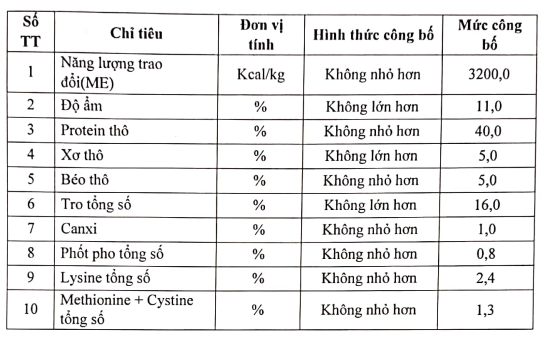 Số TT | Chỉ tiêu | Đơn vị tính | Hình thức công bố | Mức công bố
1 | Năng lượng trao đổi(ME) | Kcal/kg | Không nhỏ hơn | 3200,0
2 | Độ ẩm | % | Không lớn hơn | 11,0
3 | Protein thô | % | Không nhỏ hơn | 40,0
4 | Xơ thô | % | Không lớn hơn | 5,0
5 | Béo thô | % | Không nhỏ hơn | 5,0
6 | Tro tổng số | % | Không lớn hơn | 16,0
7 | Canxi | % | Không nhỏ hơn | 1,0
8 | Phốt pho tổng số | % | Không nhỏ hơn | 0,8
9 | Lysine tổng số | % | Không nhỏ hơn | 2,4
10 | Methionine + Cystine tổng số | % | Không nhỏ hơn | 1,3